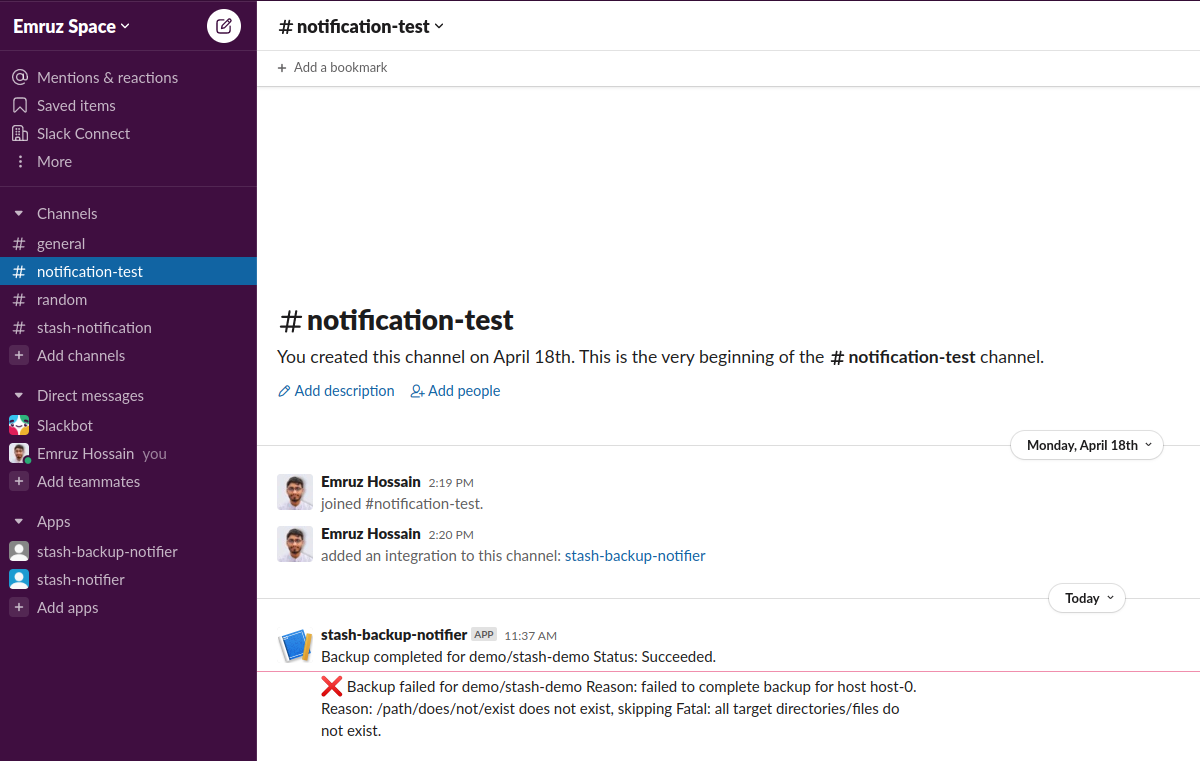 Emruz Space
Mentions & reactions
Saved items
Slack Connect
More
Channels
# general
# notification-test
# random
# stash-notification
+ Add channels
Direct messages
Slackbot
Emruz Hossain you
+ Add teammates
Apps
stash-backup-notifier
stash-notifier
+ Add apps
# notification-test
+ Add a bookmark
# notification-test
You created this channel on April 18th. This is the very beginning of the # notification-test channel.
Add description Add people
Monday, April 18th
Emruz Hossain 2:19 PM
joined #notification-test.
Emruz Hossain 2:20 PM
added an integration to this channel: stash-backup-notifier
Today
stash-backup-notifier APP 11:37 AM
Backup completed for demo/stash-demo Status: Succeeded.
❌ Backup failed for demo/stash-demo Reason: failed to complete backup for host host-0.
Reason: /path/does/not/exist does not exist, skipping Fatal: all target directories/files do
not exist.